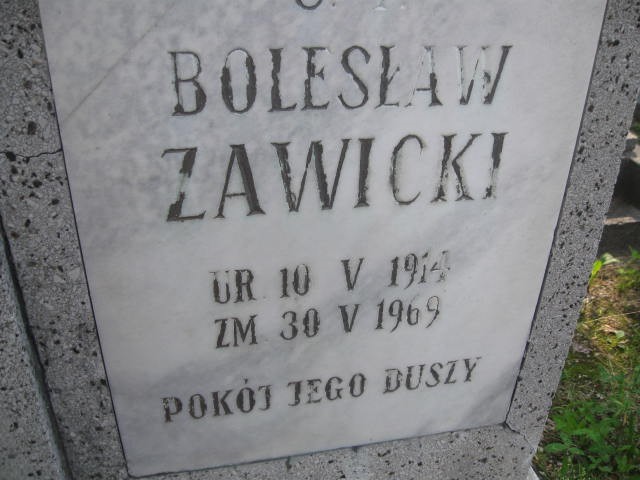 BOLESŁAW
ZAWICKI
UR 10 V 1914
ZM 30 V 1969
POKÓJ JEGO DUSZY